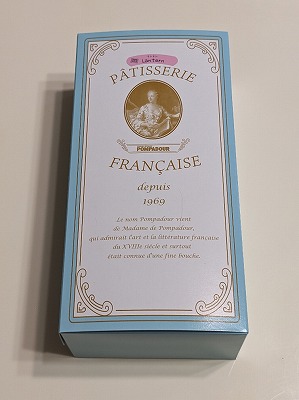 PÂTISSERIE
POMPADOUR
FRANÇAISE
depuis
1969
Le nom Pompadour vient
de Madame de Pompadour,
qui admirait l'art et la littérature française
du XVIIIe siècle et surtout
était connue d'une fine bouche.